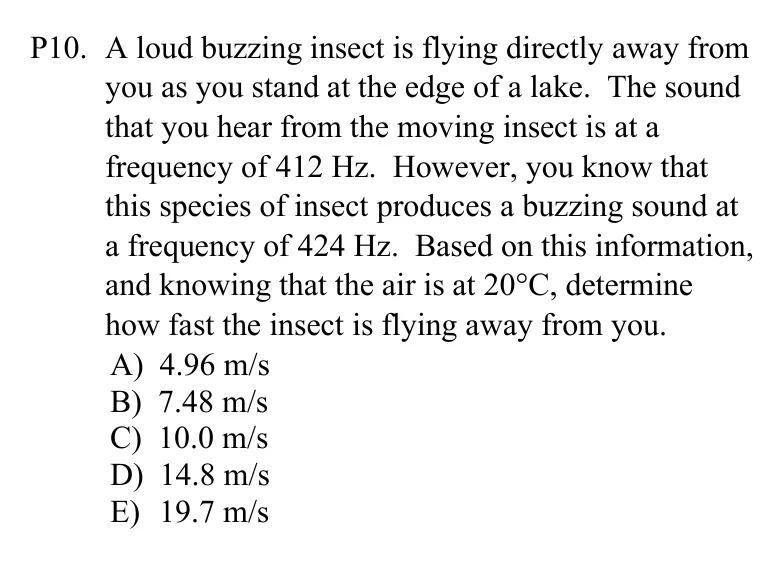 P10. A loud buzzing insect is flying directly away from
you as you stand at the edge of a lake. The sound
that you hear from the moving insect is at a
frequency of 412 Hz. However, you know that
this species of insect produces a buzzing sound at
a frequency of 424 Hz. Based on this information,
and knowing that the air is at 20°C, determine
how fast the insect is flying away from you.
A) 4.96 m/s
B) 7.48 m/s
C) 10.0 m/s
D) 14.8 m/s
E) 19.7 m/s